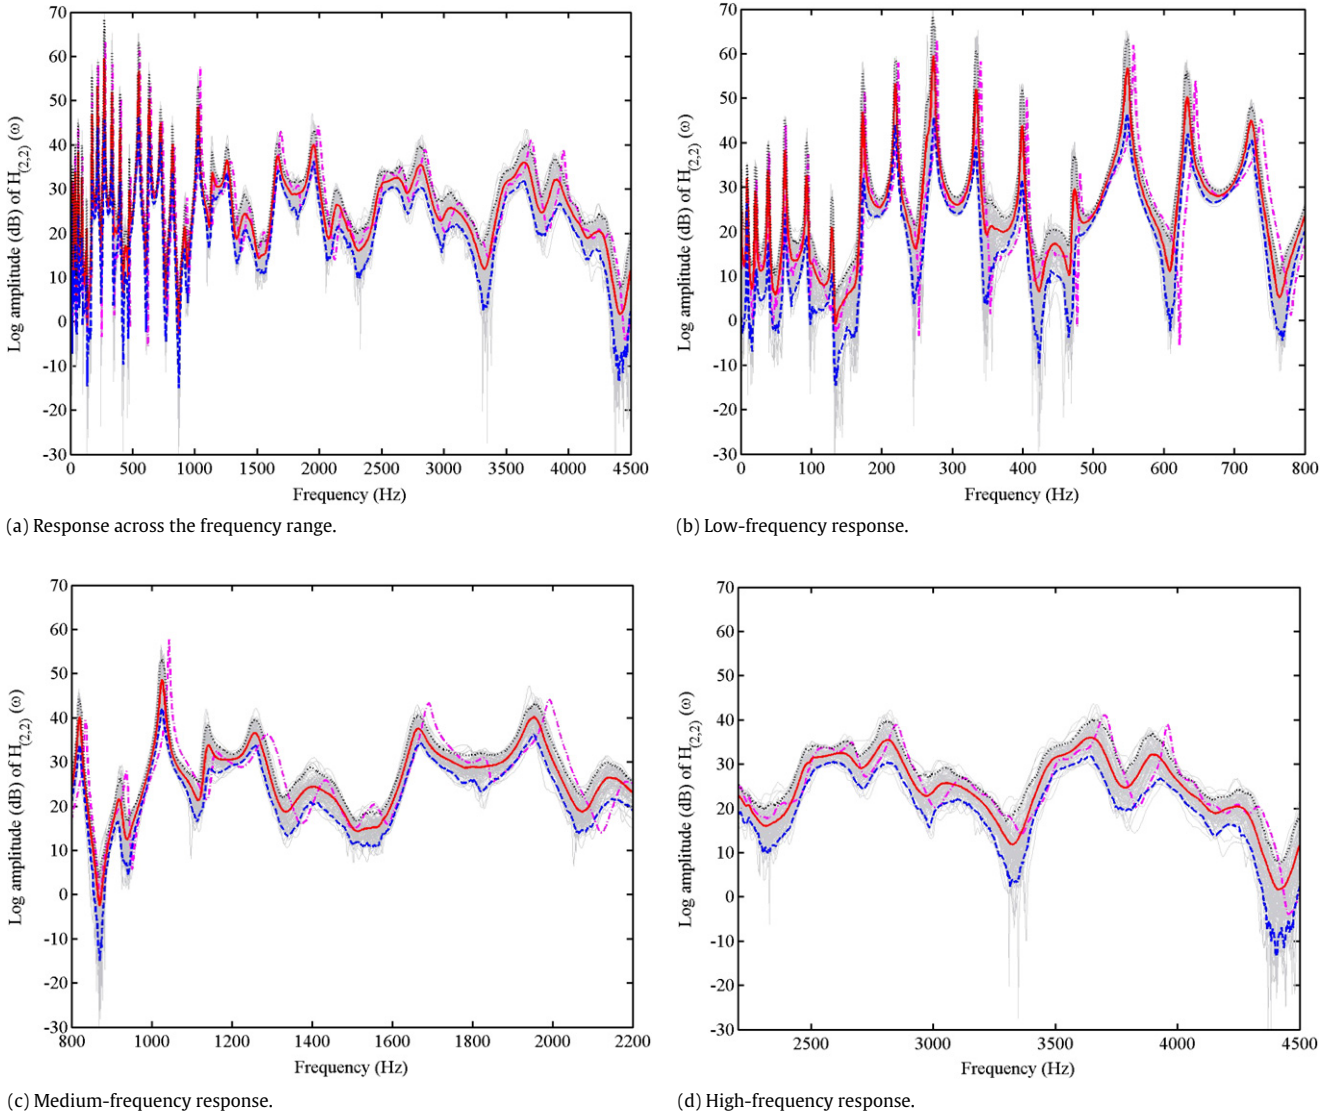 70
60
50
40
30
20
10
0
-10
-20
-30
0 500 1000 1500 2000 2500 3000 3500 4000 4500
Log amplitude (dB) of H(2,2) (ω)
Frequency (Hz)
(a) Response across the frequency range.
70
60
50
40
30
20
10
0
-10
-20
-30
0 100 200 300 400 500 600 700 800
Log amplitude (dB) of H(2,2) (ω)
Frequency (Hz)
(b) Low-frequency response.
70
60
50
40
30
20
10
0
-10
-20
-30
800 1000 1200 1400 1600 1800 2000 2200
Log amplitude (dB) of H(2,2) (ω)
Frequency (Hz)
(c) Medium-frequency response.
70
60
50
40
30
20
10
0
-10
-20
-30
2500 3000 3500 4000 4500
Log amplitude (dB) of H(2,2) (ω)
Frequency (Hz)
(d) High-frequency response.